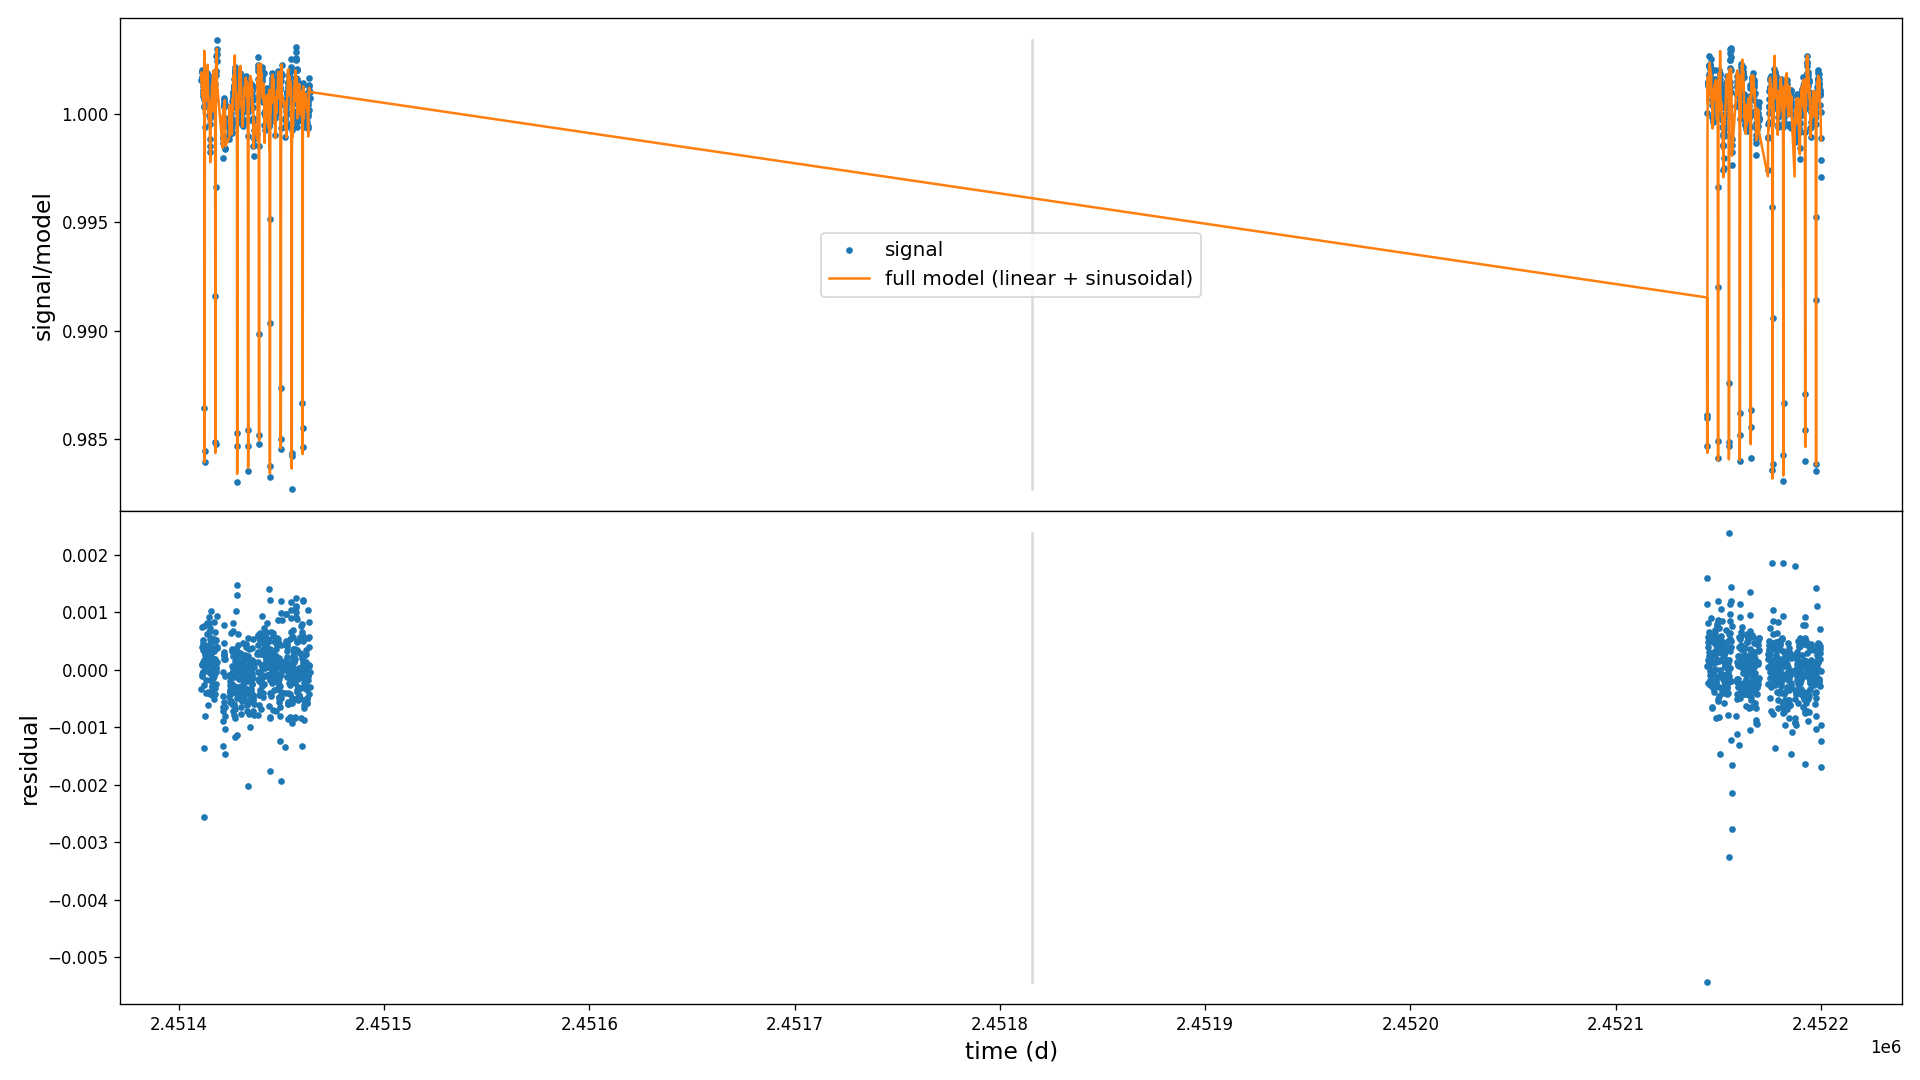 signal/model
1.000
0.995
0.990
0.985
signal
full model (linear + sinusoidal)
residual
0.002
0.001
0.000
−0.001
−0.002
−0.003
−0.004
−0.005
2.4514 2.4515 2.4516 2.4517 2.4518 2.4519 2.4520 2.4521 2.4522
1e6
time (d)